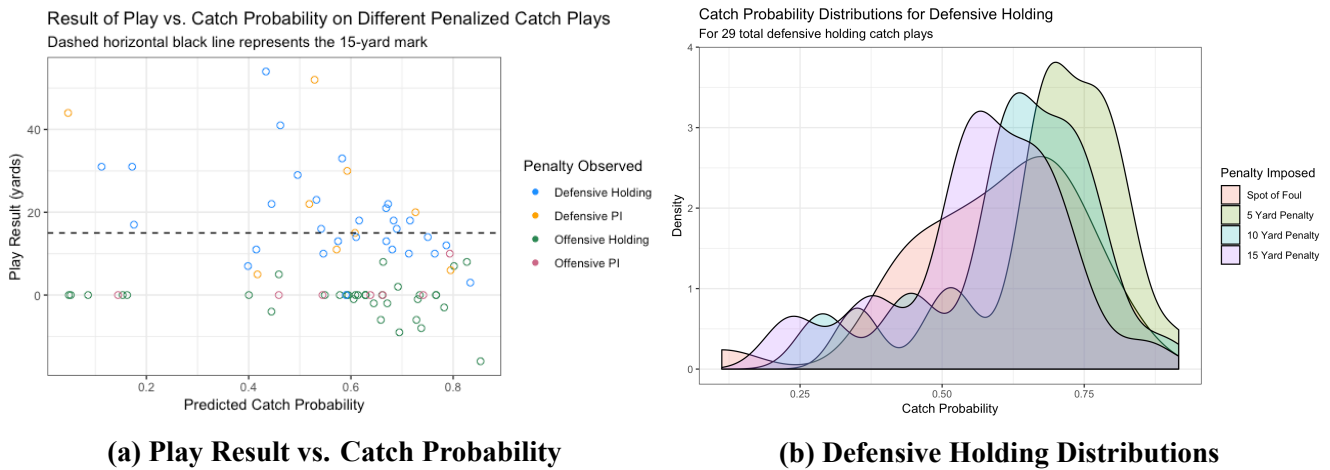 Result of Play vs. Catch Probability on Different Penalized Catch Plays
Dashed horizontal black line represents the 15-yard mark
Play Result (yards)
40
20
0
0.2
0.4
0.6
0.8
Predicted Catch Probability
Penalty Observed
Defensive Holding
Defensive PI
Offensive Holding
Offensive PI
(a) Play Result vs. Catch Probability
Catch Probability Distributions for Defensive Holding
For 29 total defensive holding catch plays
Density
4
3
2
1
0
0.25
0.50
0.75
Catch Probability
Penalty Imposed
Spot of Foul
5 Yard Penalty
10 Yard Penalty
15 Yard Penalty
(b) Defensive Holding Distributions